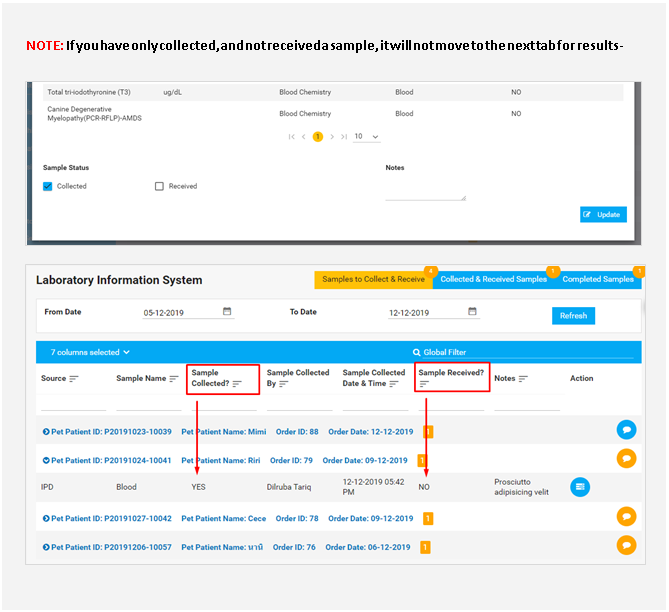 NOTE: If you have only collected, and not received a sample, it will not move to the next tab for results-
Total tri-iodothyronine (T3) ug/dL Blood Chemistry Blood NO
Canine Degenerative
Myelopathy(PCR-RFLP)-AMDS Blood Chemistry Blood NO
1 10
Sample Status Notes
Collected Received
Update
Laboratory Information System Samples to Collect & Receive 4 Collected & Received Samples 1 Completed Samples 1
From Date 05-12-2019 To Date 12-12-2019 Refresh
7 columns selected Global Filter
Source Sample Name Sample Collected? Sample Collected By Sample Collected Date & Time Sample Received? Notes Action
Pet Patient ID: P20191023-10039 Pet Patient Name: Mimi Order ID: 88 Order Date: 12-12-2019 1
Pet Patient ID: P20191024-10041 Pet Patient Name: Riri Order ID: 79 Order Date: 09-12-2019 1
IPD Blood YES Dilruba Tariq 12-12-2019 05:42 PM NO Prosciutto adipisicing velit
Pet Patient ID: P20191027-10042 Pet Patient Name: Cece Order ID: 78 Order Date: 09-12-2019 1
Pet Patient ID: P20191206-10057 Pet Patient Name: นานิ Order ID: 76 Order Date: 06-12-2019 1